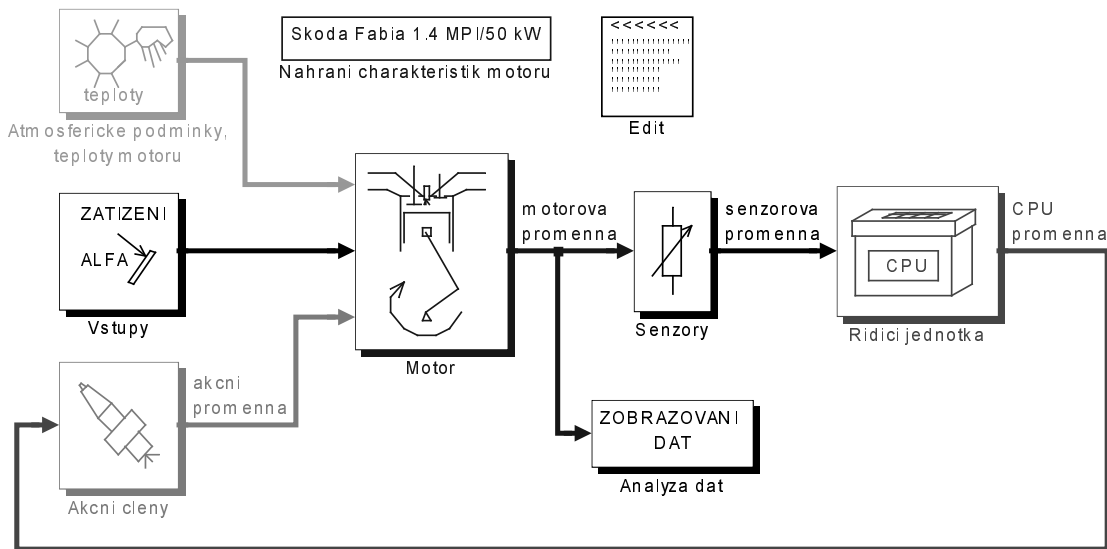 teploty
Atmosfericke podminky,
teploty motoru
Skoda Fabia 1.4 MPI/50 kW
Nahrani charakteristik motoru
<<<<<<
Edit
ZATIZENI
ALFA
Vstupy
Motor
motorova
promenna
Senzory
senzorova
promenna
CPU
Ridici jednotka
CPU
promenna
akcni
promenna
Akcni cleny
ZOBRAZOVANI
DAT
Analyza dat